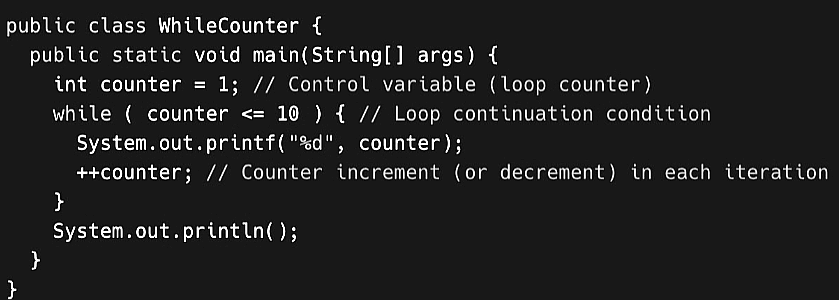 public class WhileCounter {
  public static void main(String[] args) {
    int counter = 1; // Control variable (loop counter)
    while ( counter <= 10 ) { // Loop continuation condition
      System.out.printf("%d", counter);
      ++counter; // Counter increment (or decrement) in each iteration
    }
    System.out.println();
  }
}